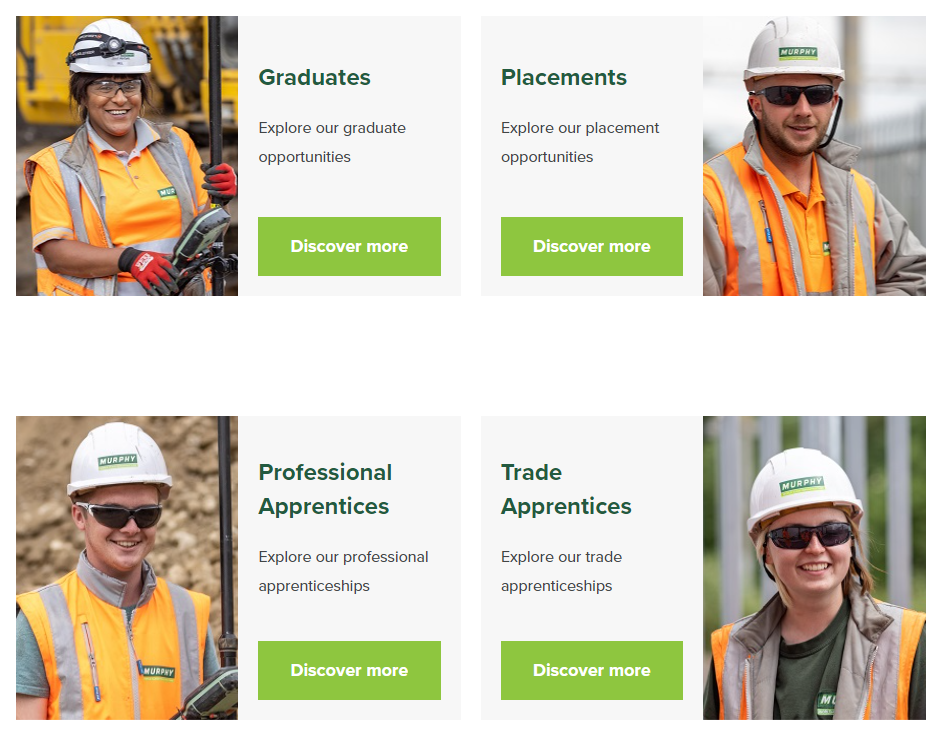 Graduates
Explore our graduate
opportunities
Discover more
Placements
Explore our placement
opportunities
Discover more
MURPHY
Professional
Apprentices
Explore our professional
apprenticeships
Discover more
MURPHY
MURPHY
Trade
Apprentices
Explore our trade
apprenticeships
Discover more
MURPHY